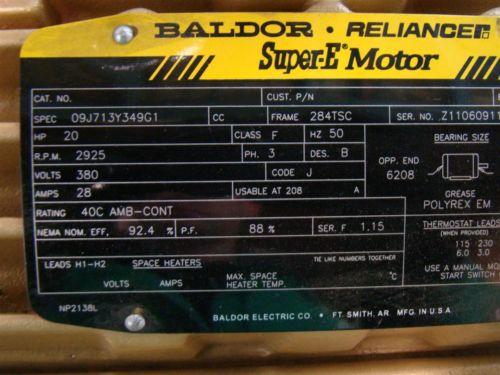 BALDOR · RELIANCE
Super-E® Motor
CAT. NO. CUST. P/N
SPEC 09J713Y349G1 CC FRAME 284TSC SER. NO. Z11060911
HP 20 CLASS F HZ 50 BEARING SIZE
R.P.M. 2925 PH. 3 DES. B OPP. END
VOLTS 380 CODE J 6208
AMPS 28 USABLE AT 208 A GREASE
RATING 40C AMB-CONT POLYREX EM
NEMA NOM. EFF, 92.4 % P.F. 88 % SER. F 1.15 THERMOSTAT LEADS
(WHEN PROVIDED)
TIE LIKE NUMBERS TOGETHER 115 230
6.0 3.0
LEADS H1-H2 SPACE HEATERS USE A MANUAL MO
START SWITCH
VOLTS AMPS MAX. SPACE HEATER TEMP. °C
NP2138L
BALDOR ELECTRIC CO. • FT. SMITH, AR MFG. IN U.S.A